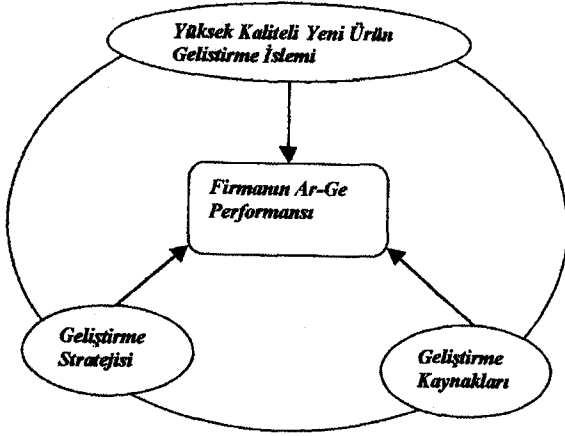 Yüksek Kaliteli Yeni Ürün
Geliştirme İşlemi
Firmanın Ar-Ge
Performansı
Geliştirme
Stratejisi
Geliştirme
Kaynakları